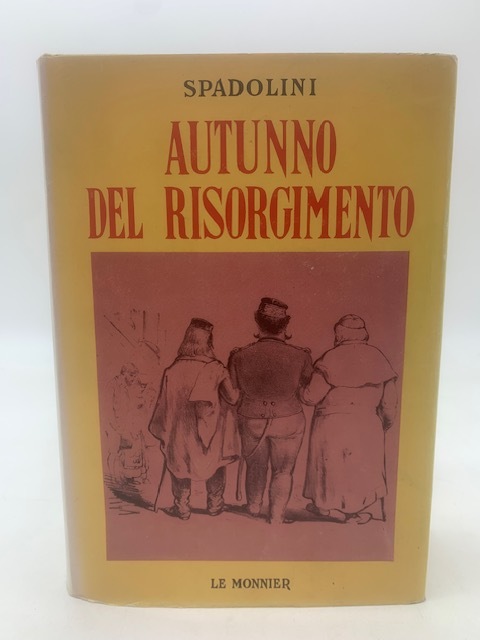 SPADOLINI
AUTUNNO
DEL RISORGIMENTO
LE MONNIER